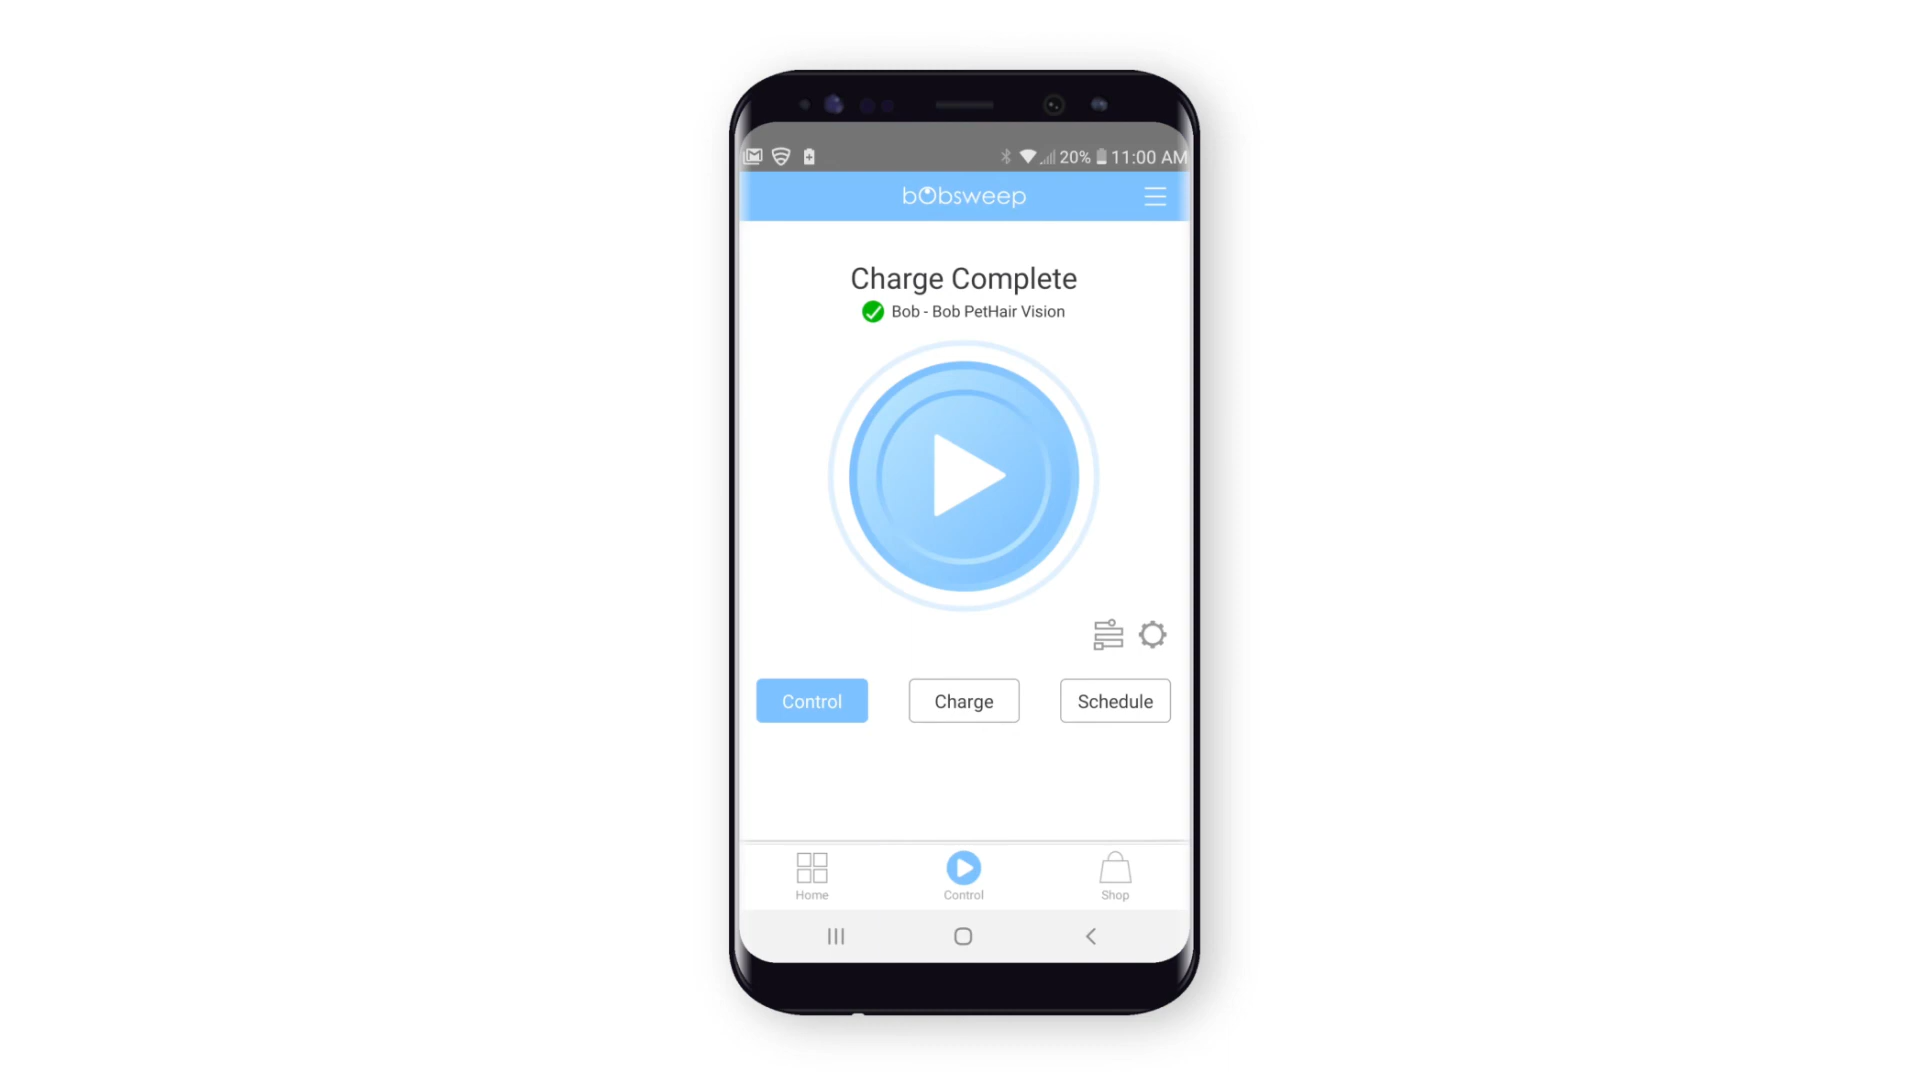 20% 11:00 AM
bobsweep
Charge Complete
Bob - Bob PetHair Vision
Control Charge Schedule
Home Control Shop